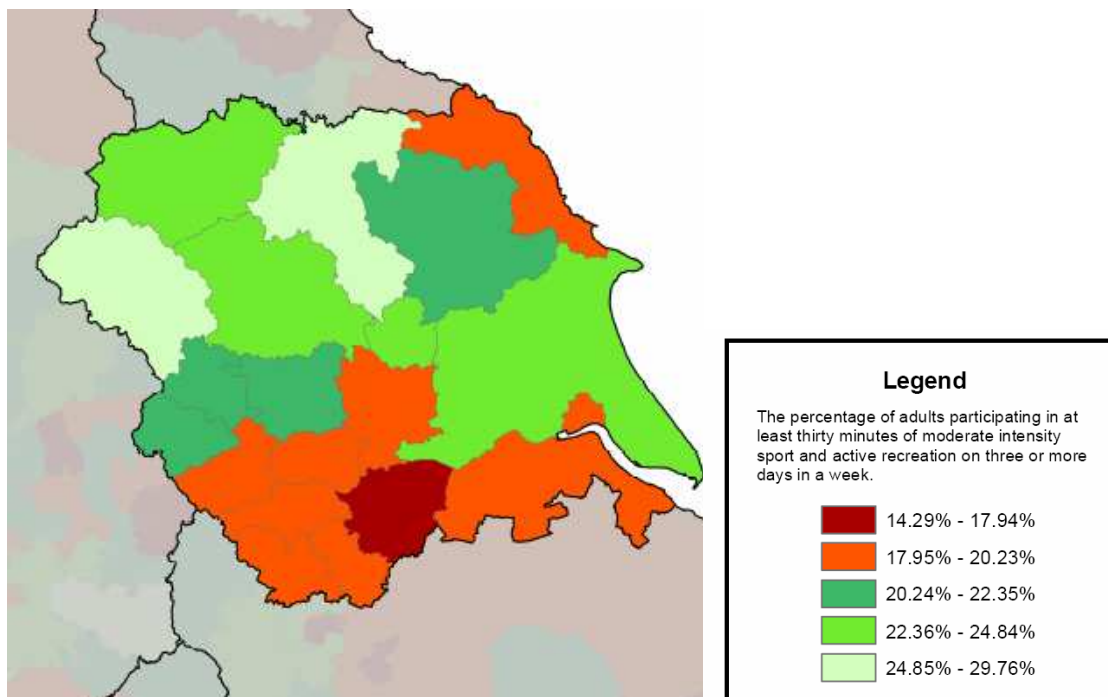 Legend
The percentage of adults participating in at
least thirty minutes of moderate intensity
sport and active recreation on three or more
days in a week.
14.29% - 17.94%
17.95% - 20.23%
20.24% - 22.35%
22.36% - 24.84%
24.85% - 29.76%